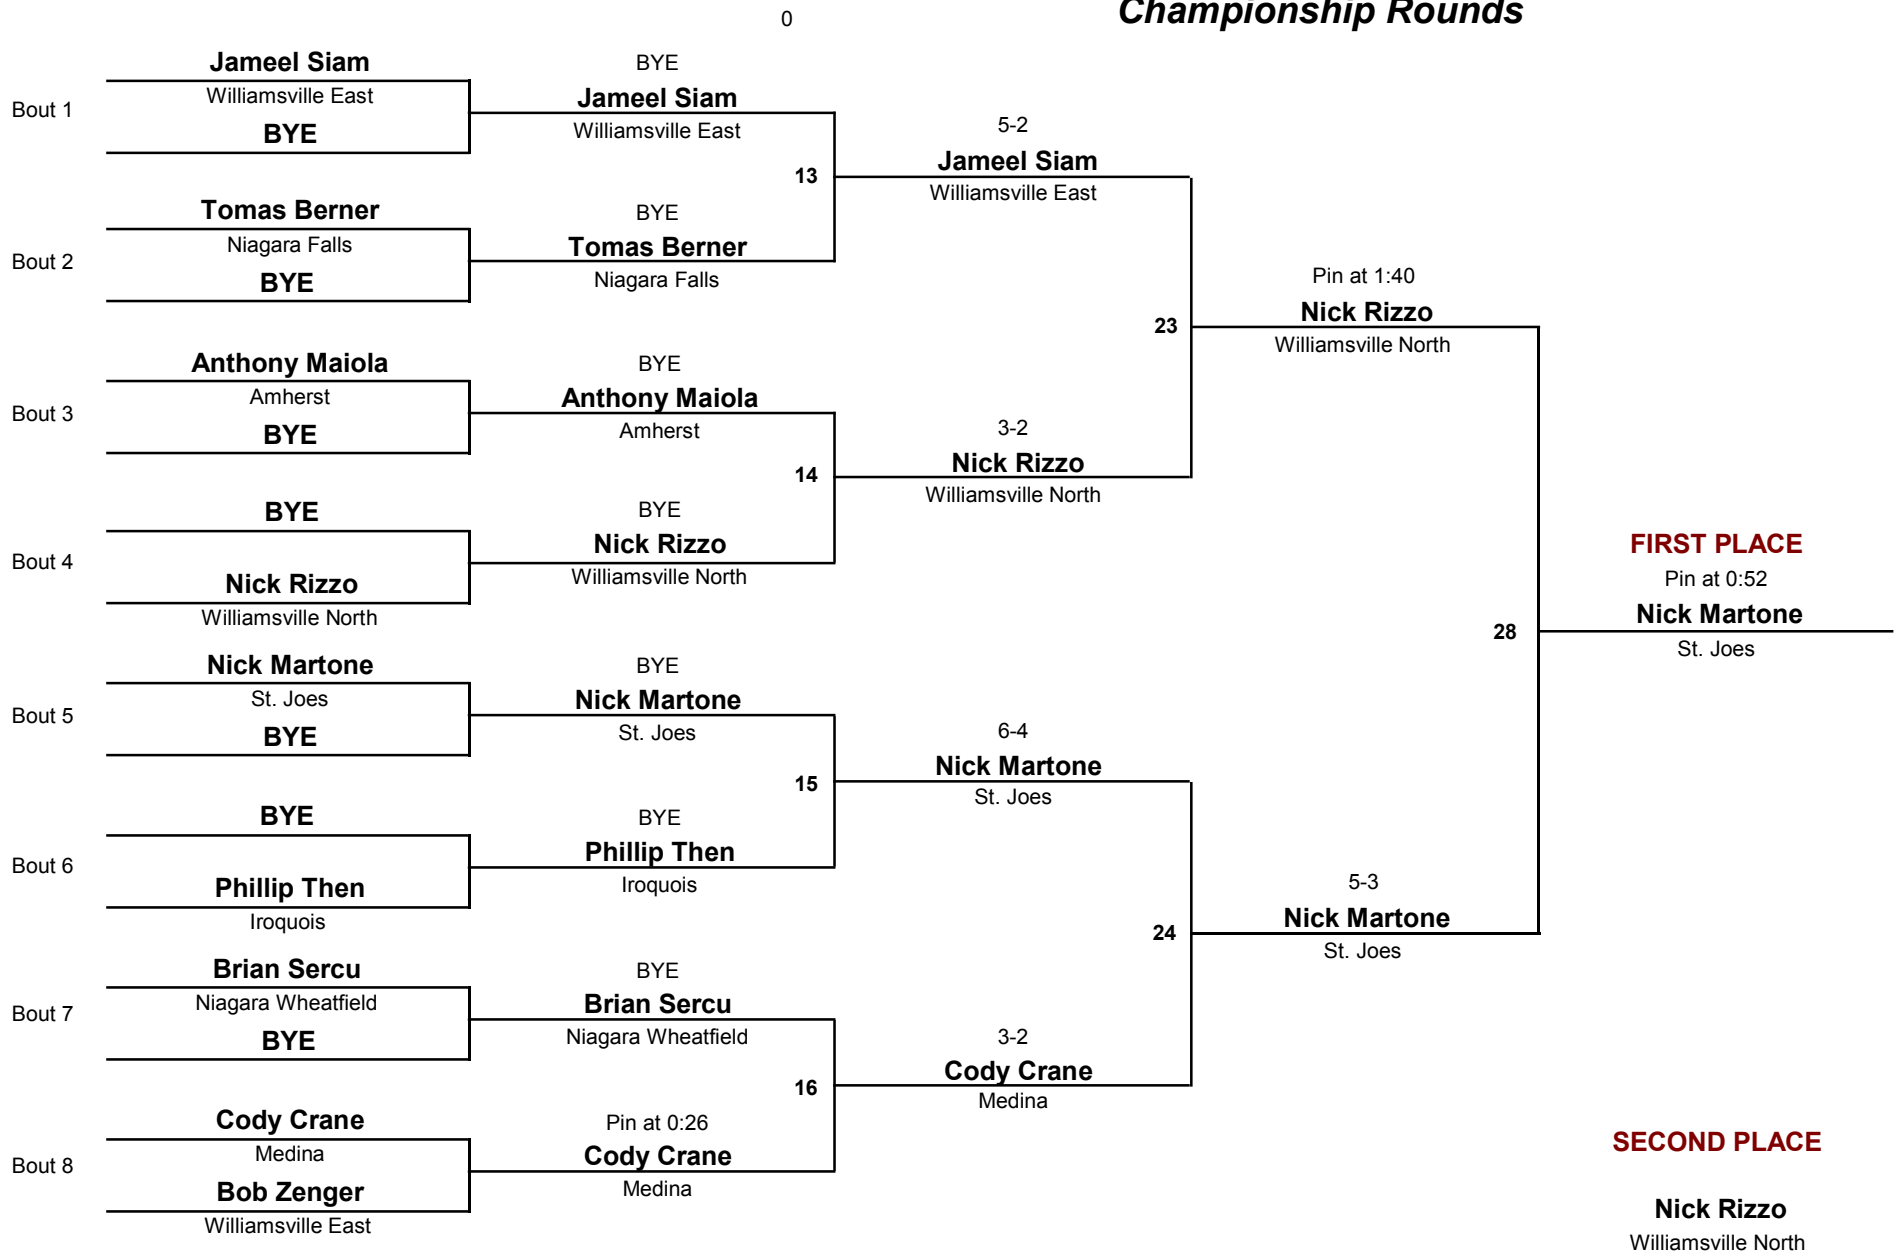 0
Championship Rounds
Bout 1
Jameel Siam
Williamsville East
BYE
Bout 2
Tomas Berner
Niagara Falls
BYE
Bout 3
Anthony Maiola
Amherst
BYE
Bout 4
BYE
Nick Rizzo
Williamsville North
Bout 5
Nick Martone
St. Joes
BYE
Bout 6
BYE
Phillip Then
Iroquois
Bout 7
Brian Sercu
Niagara Wheatfield
BYE
Bout 8
Cody Crane
Medina
Bob Zenger
Williamsville East
BYE
Jameel Siam
Williamsville East
13
BYE
Tomas Berner
Niagara Falls
BYE
Anthony Maiola
Amherst
14
BYE
Nick Rizzo
Williamsville North
BYE
Nick Martone
St. Joes
15
BYE
Phillip Then
Iroquois
BYE
Brian Sercu
Niagara Wheatfield
16
Pin at 0:26
Cody Crane
Medina
5-2
Jameel Siam
Williamsville East
23
3-2
Nick Rizzo
Williamsville North
6-4
Nick Martone
St. Joes
24
3-2
Cody Crane
Medina
Pin at 1:40
Nick Rizzo
Williamsville North
28
5-3
Nick Martone
St. Joes
FIRST PLACE
Pin at 0:52
Nick Martone
St. Joes
SECOND PLACE
Nick Rizzo
Williamsville North